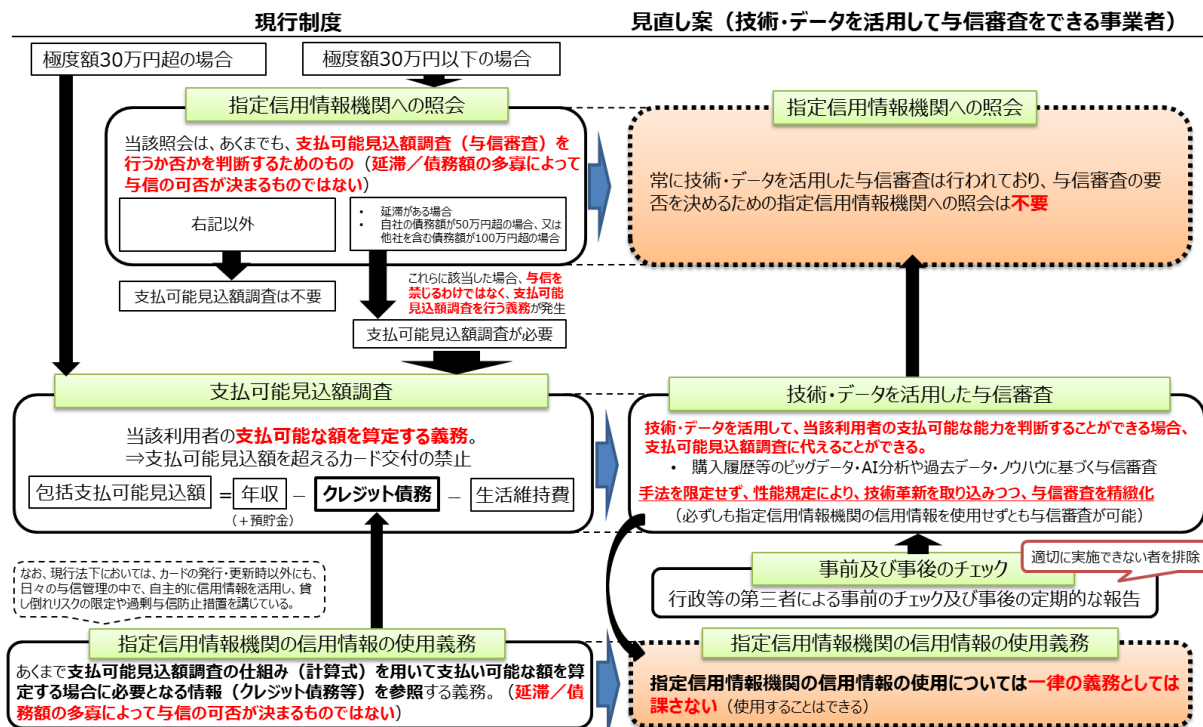 現行制度
見直し案（技術・データを活用して与信審査をできる事業者）
極度額30万円超の場合
極度額30万円以下の場合
指定信用情報機関への照会
当該照会は、あくまでも、支払可能見込額調査（与信審査）を
行うか否かを判断するためのもの（延滞／債務額の多寡によって
与信の可否が決まるものではない）
右記以外
• 延滞がある場合
• 自社の債務額が50万円超の場合、又は
他社を含む債務額が100万円超の場合
支払可能見込額調査は不要
これらに該当した場合、与信を
禁じるわけではなく、支払可能
見込額調査を行う義務が発生
支払可能見込額調査が必要
指定信用情報機関への照会
常に技術・データを活用した与信審査は行われており、与信審査の要
否を決めるための指定信用情報機関への照会は不要
支払可能見込額調査
当該利用者の支払可能な額を算定する義務。
⇒支払可能見込額を超えるカード交付の禁止
包括支払可能見込額 = 年収 － クレジット債務 － 生活維持費
（＋預貯金）
技術・データを活用した与信審査
技術・データを活用して、当該利用者の支払可能な能力を判断することができる場合、
支払可能見込額調査に代えることができる。
• 購入履歴等のビッグデータ・AI分析や過去データ・ノウハウに基づく与信審査
手法を限定せず、性能規定により、技術革新を取り込みつつ、与信審査を精緻化
（必ずしも指定信用情報機関の信用情報を使用せずとも与信審査が可能）
なお、現行法下においては、カードの発行・更新時以外にも、
日々の与信管理の中で、自主的に信用情報を活用し、貸
し倒れリスクの限定や過剰与信防止措置を講じている。
適切に実施できない者を排除
事前及び事後のチェック
行政等の第三者による事前のチェック及び事後の定期的な報告
指定信用情報機関の信用情報の使用義務
あくまで支払可能見込額調査の仕組み（計算式）を用いて支払い可能な額を算
定する場合に必要となる情報（クレジット債務等）を参照する義務。（延滞／債
務額の多寡によって与信の可否が決まるものではない）
指定信用情報機関の信用情報の使用義務
指定信用情報機関の信用情報の使用については一律の義務としては
課さない（使用することはできる）